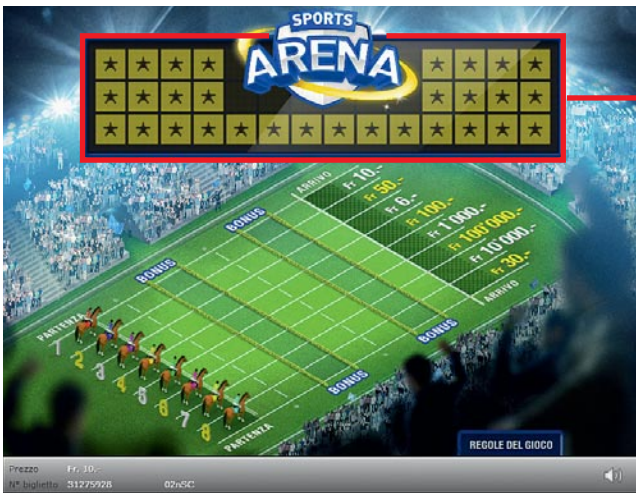 SPORTS
ARENA
ARRIVO
Fr 10.-
Fr 50.-
Fr 6.-
Fr 100.-
Fr 1'000.-
Fr 100'000.-
Fr 10'000.-
Fr 30.-
ARRIVO
BONUS
BONUS
BONUS
BONUS
PARTENZA
1
2
3
4
5
6
7
8
PARTENZA
REGOLE DEL GIOCO
Prezzo Fr. 10.-
N° biglietto 31275928 02nSC